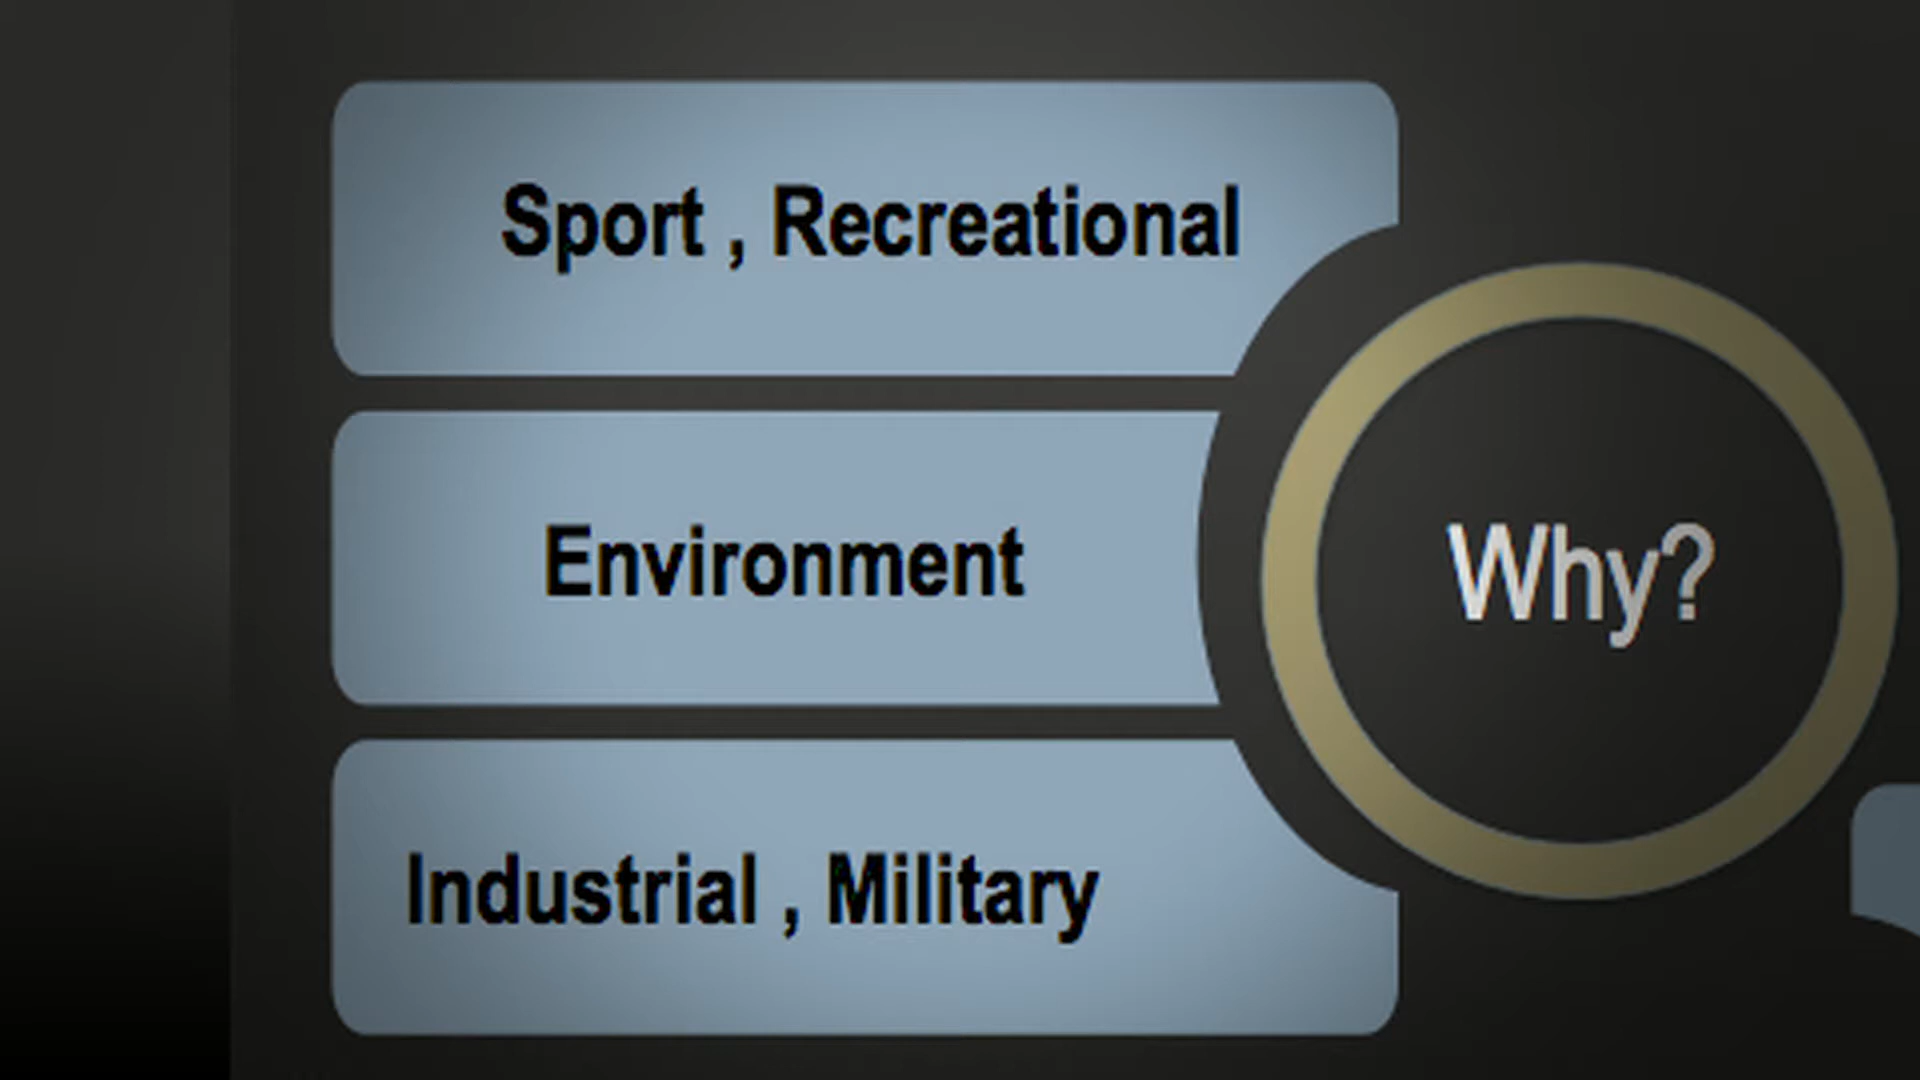 Sport , Recreational
Environment
Why?
Industrial , Military